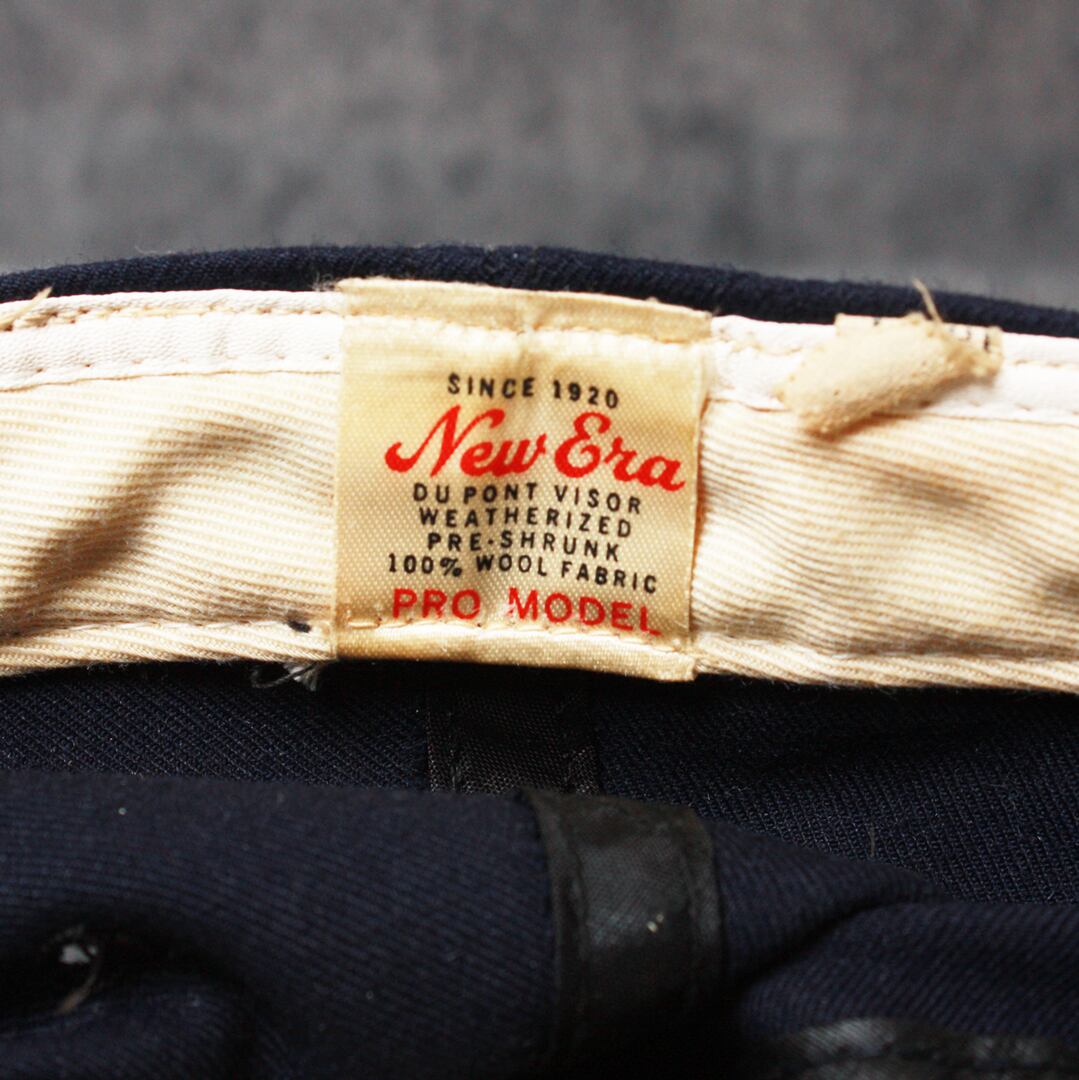 SINCE 1920
New Era
DU PONT VISOR
WEATHERIZED
PRE-SHRUNK
100% WOOL FABRIC
PRO MODEL